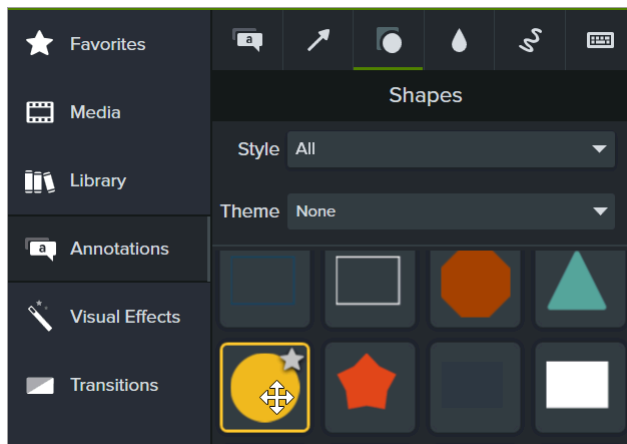 Favorites
Media
Library
a
Annotations
Visual Effects
Transitions
a
Shapes
Style All
Theme None